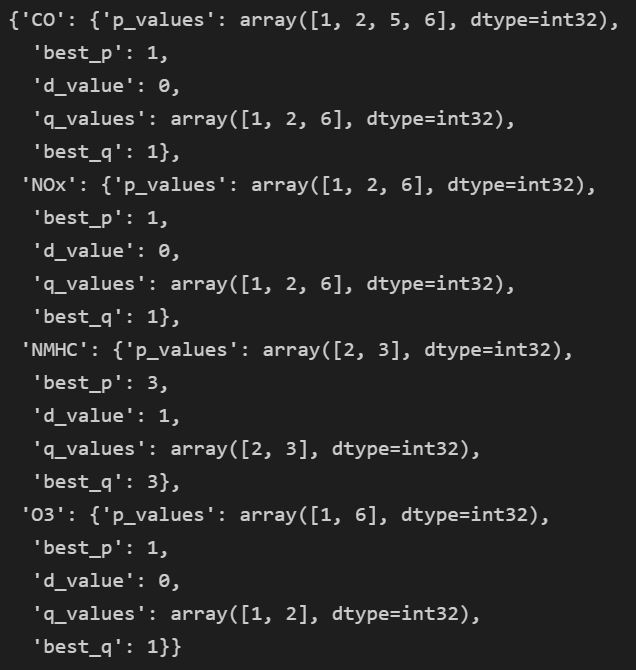 {'CO': {'p_values': array([1, 2, 5, 6], dtype=int32),
  'best_p': 1,
  'd_value': 0,
  'q_values': array([1, 2, 6], dtype=int32),
  'best_q': 1},
 'NOx': {'p_values': array([1, 2, 6], dtype=int32),
  'best_p': 1,
  'd_value': 0,
  'q_values': array([1, 2, 6], dtype=int32),
  'best_q': 1},
 'NMHC': {'p_values': array([2, 3], dtype=int32),
  'best_p': 3,
  'd_value': 1,
  'q_values': array([2, 3], dtype=int32),
  'best_q': 3},
 'O3': {'p_values': array([1, 6], dtype=int32),
  'best_p': 1,
  'd_value': 0,
  'q_values': array([1, 2], dtype=int32),
  'best_q': 1}}